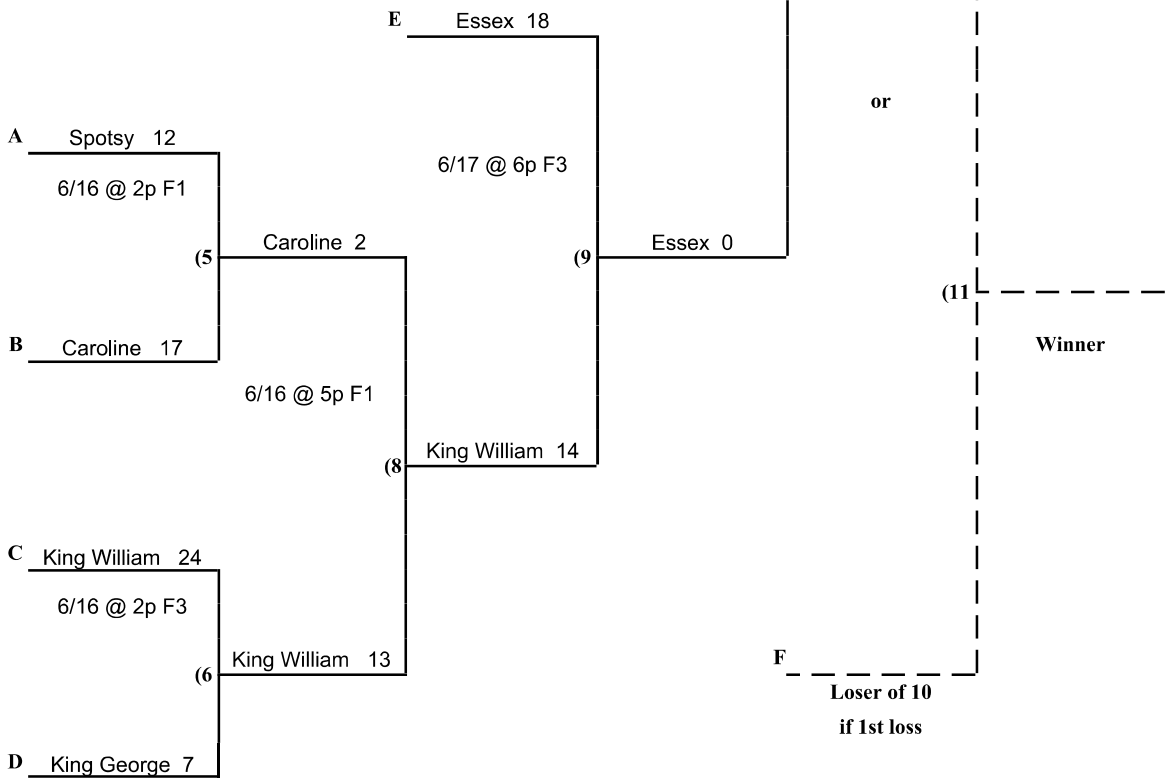 E Essex 18
or
A Spotsy 12
6/17 @ 6p F3
6/16 @ 2p F1
(5 Caroline 2
(9 Essex 0
(11
B Caroline 17
Winner
6/16 @ 5p F1
(8 King William 14
C King William 24
6/16 @ 2p F3
(6 King William 13
F
Loser of 10
if 1st loss
D King George 7